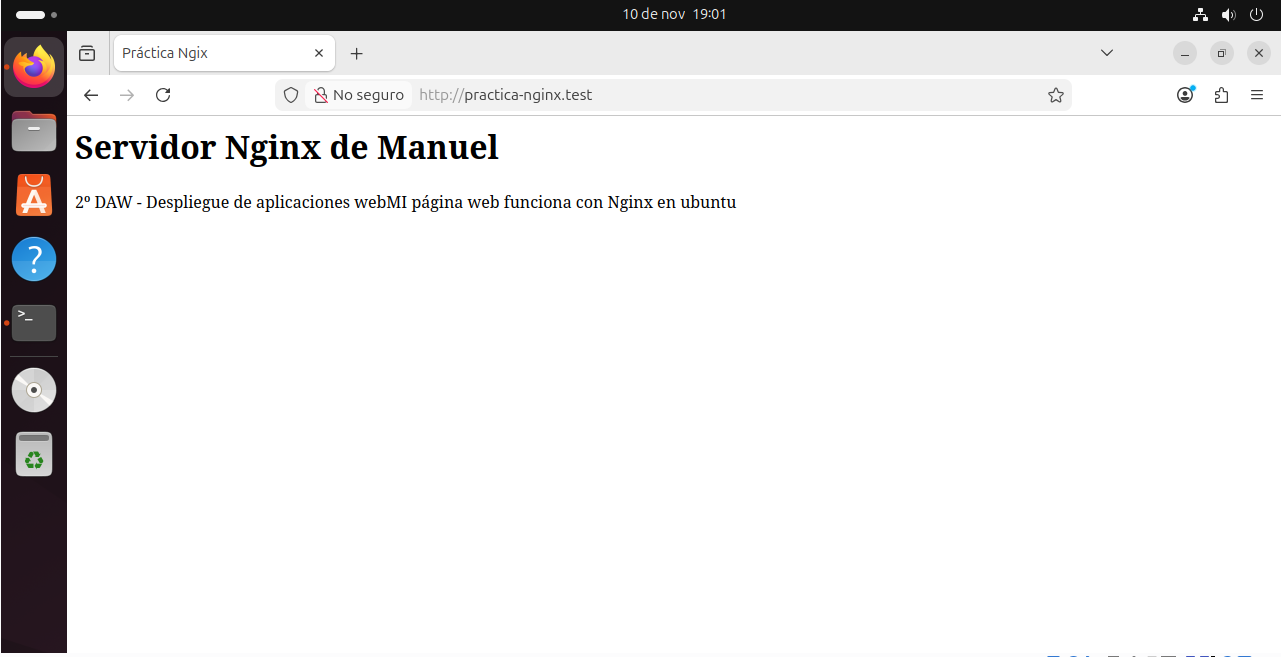 10 de nov 19:01
Práctica Ngix
No seguro http://practica-nginx.test
Servidor Nginx de Manuel
2º DAW - Despliegue de aplicaciones webMI página web funciona con Nginx en ubuntu